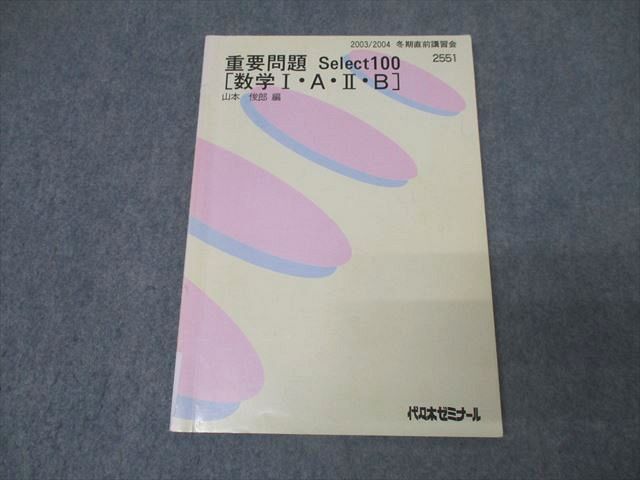 2003/2004 冬期直前講習会
重要問題 Select100
2551
[数学Ⅰ・A・Ⅱ・B]
山本 俊郎 編
代々木ゼミナール